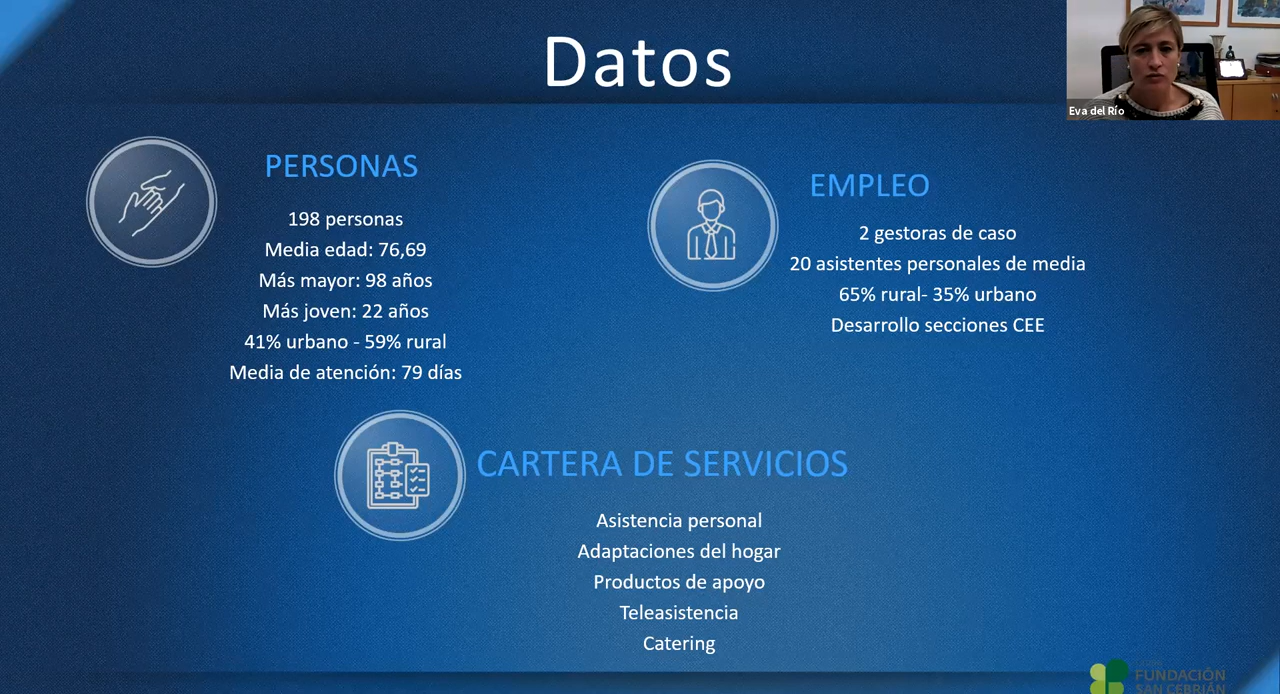 Datos
Eva del Río
PERSONAS
198 personas
Media edad: 76,69
Más mayor: 98 años
Más joven: 22 años
41% urbano - 59% rural
Media de atención: 79 días
EMPLEO
2 gestoras de caso
20 asistentes personales de media
65% rural- 35% urbano
Desarrollo secciones CEE
CARTERA DE SERVICIOS
Asistencia personal
Adaptaciones del hogar
Productos de apoyo
Teleasistencia
Catering
FUNDACIÓN
SAN CEBRIÁN